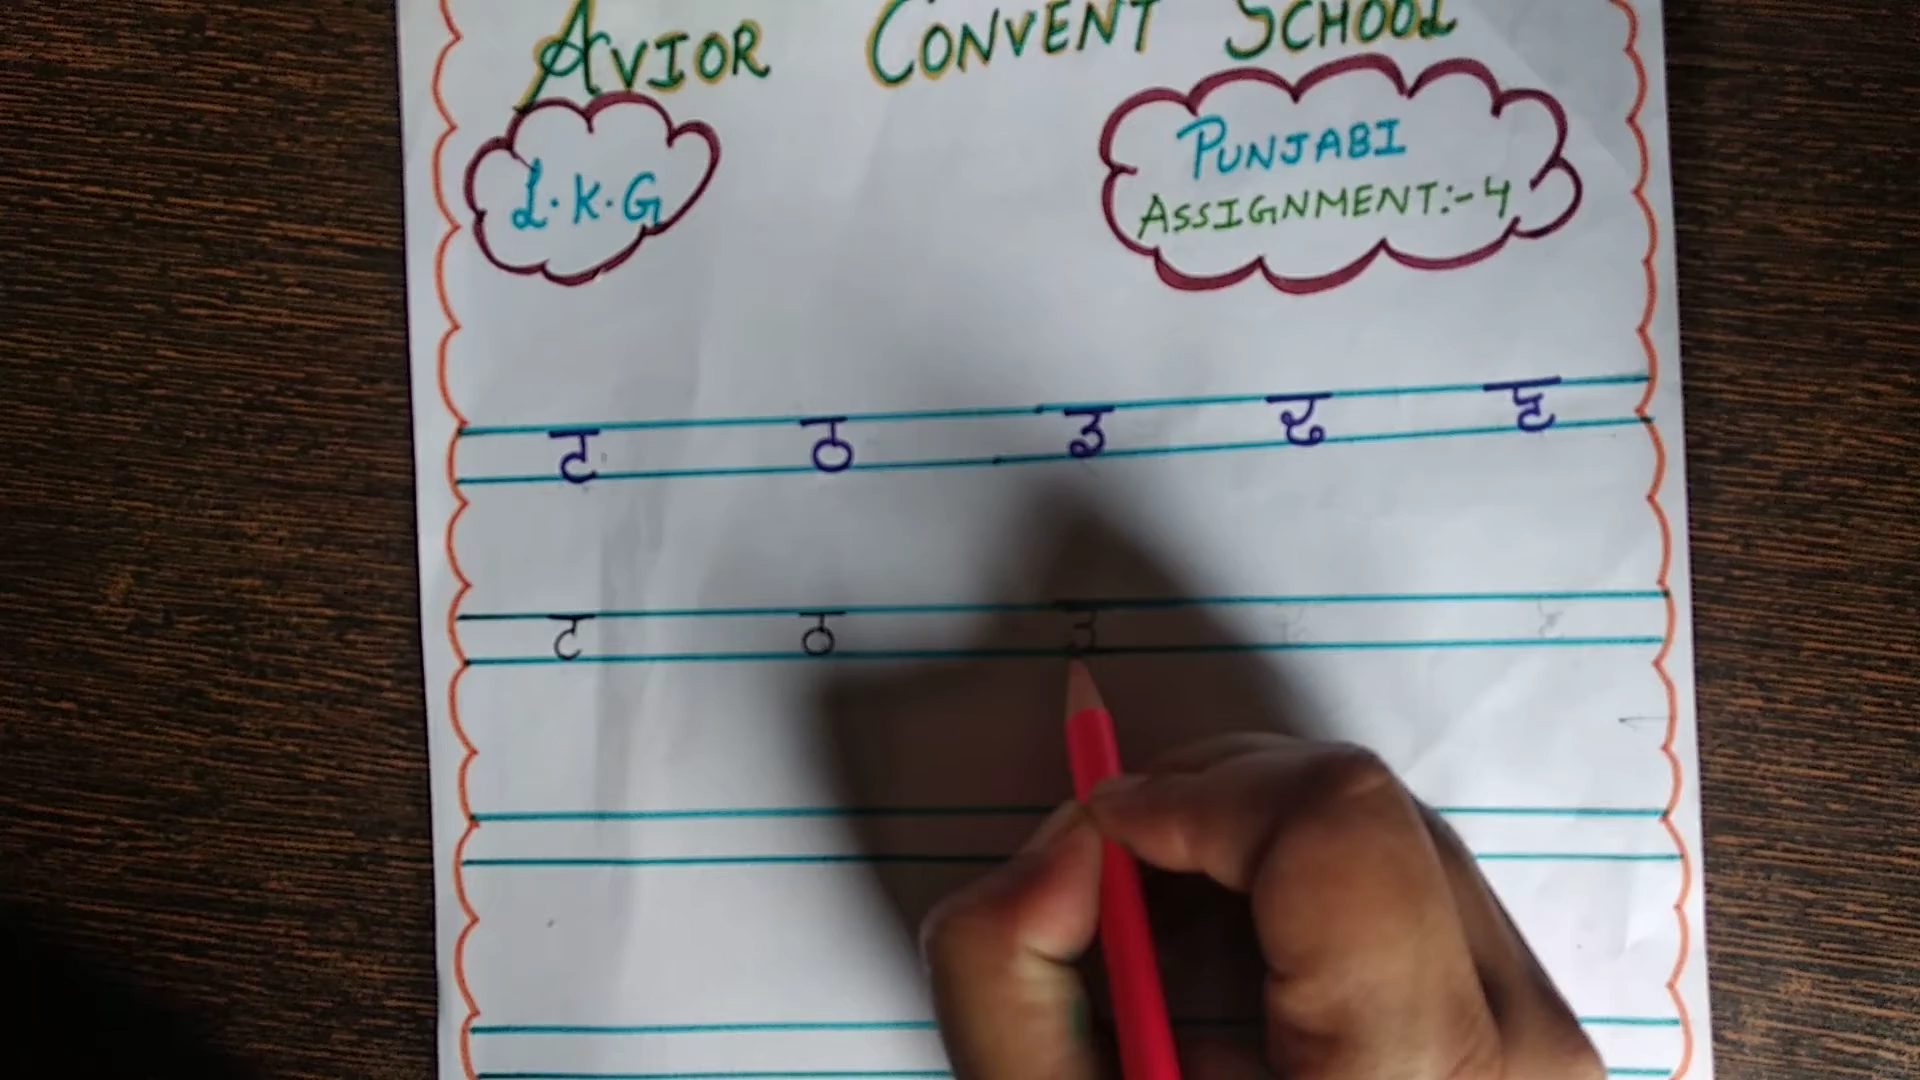 AVIOR CONVENT SCHOOL
L.K.G
PUNJABI
ASSIGNMENT:-4
ਟ ਠ ਡ ਢ ਣ
ਟ ਠ ਡ